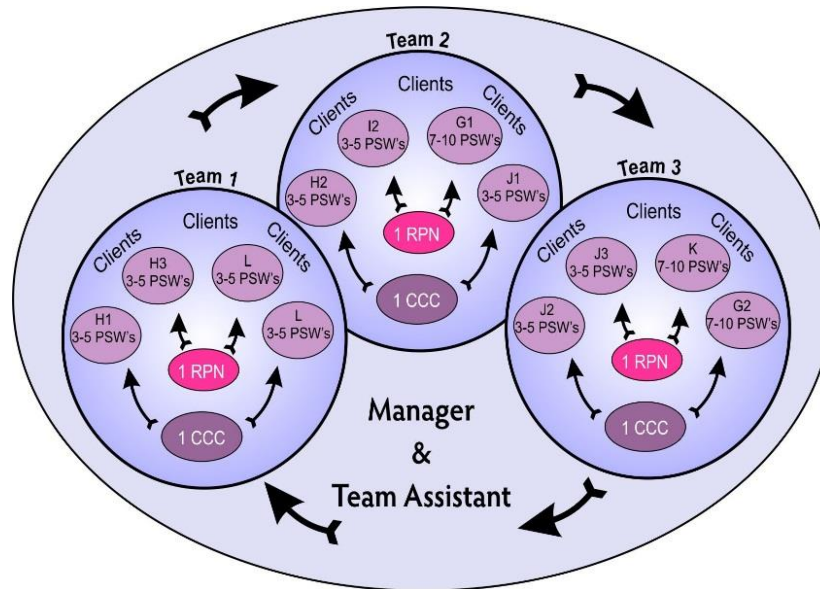 Team 2
Clients
Clients
Clients
I2
3-5 PSW's
G1
7-10 PSW's
H2
3-5 PSW's
J1
3-5 PSW's
1 RPN
1 CCC
Team 1
Clients
Clients
Clients
H3
3-5 PSW's
L
3-5 PSW's
H1
3-5 PSW's
L
3-5 PSW's
1 RPN
1 CCC
Team 3
Clients
Clients
Clients
J3
3-5 PSW's
K
7-10 PSW's
J2
3-5 PSW's
G2
7-10 PSW's
1 RPN
1 CCC
Manager
&
Team Assistant